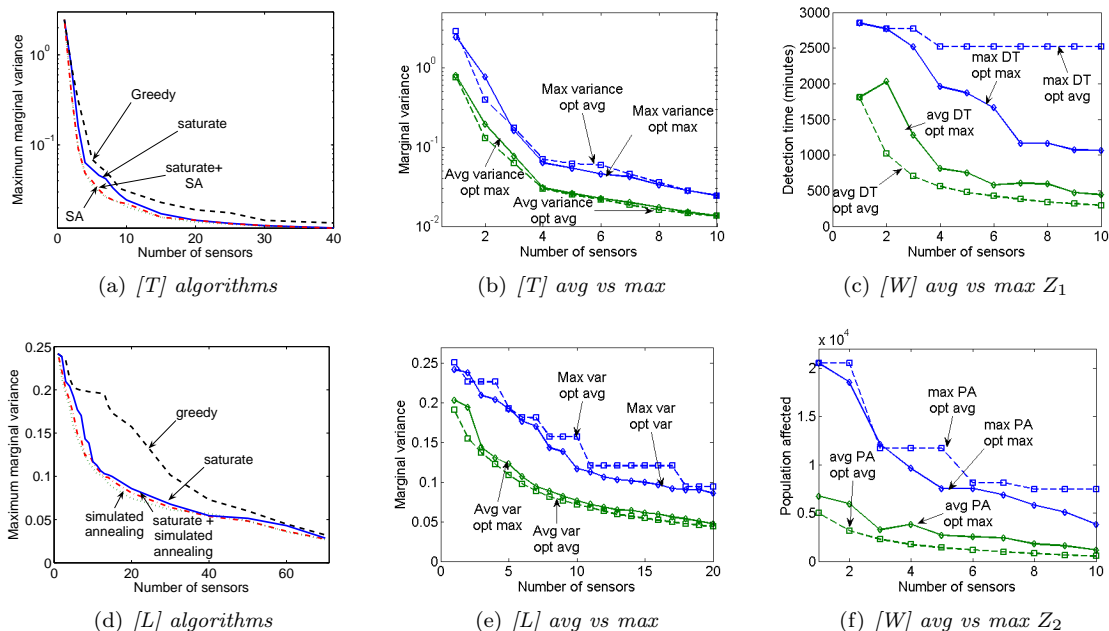 Maximum marginal variance
10^0
10^-1
Greedy
saturate
saturate+
SA
SA
0 10 20 30 40
Number of sensors
(a) [T] algorithms
Marginal variance
10^0
10^-1
10^-2
Max variance
opt avg
Max variance
opt max
Avg variance
opt max
Avg variance
opt avg
2 4 6 8 10
Number of sensors
(b) [T] avg vs max
Detection time (minutes)
3000
2500
2000
1500
1000
500
0
max DT
opt max
max DT
opt avg
avg DT
opt max
avg DT
opt avg
0 2 4 6 8 10
Number of sensors
(c) [W] avg vs max Z₁
Maximum marginal variance
0.25
0.2
0.15
0.1
0.05
0
greedy
saturate
simulated
annealing
saturate +
simulated
annealing
0 20 40 60
Number of sensors
(d) [L] algorithms
Marginal variance
0.25
0.2
0.15
0.1
0.05
0
Max var
opt avg
Max var
opt var
Avg var
opt max
Avg var
opt avg
0 5 10 15 20
Number of sensors
(e) [L] avg vs max
x 10^4
Population affected
2
1.5
1
0.5
0
max PA
opt avg
max PA
opt max
avg PA
opt avg
avg PA
opt max
2 4 6 8 10
Number of sensors
(f) [W] avg vs max Z₂